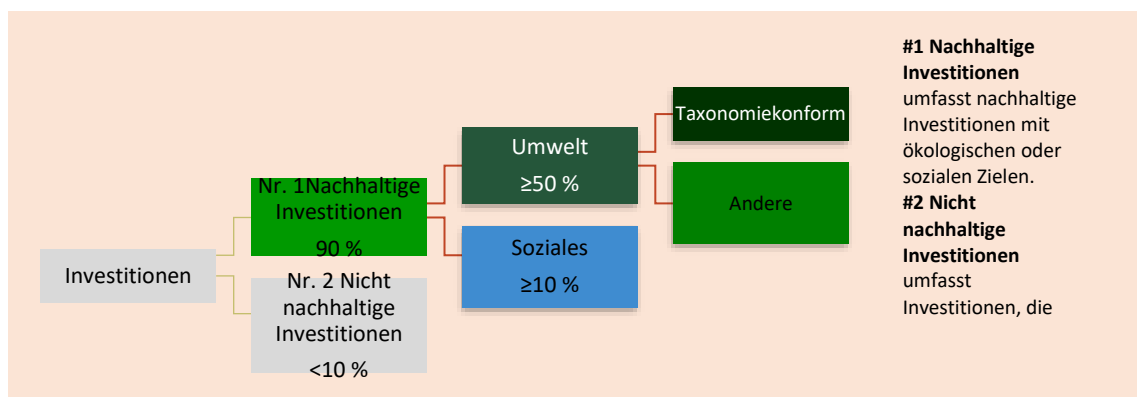 Investitionen
Nr. 1Nachhaltige
Investitionen
90 %
Nr. 2 Nicht
nachhaltige
Investitionen
<10 %
Umwelt
≥50 %
Soziales
≥10 %
Taxonomiekonform
Andere
#1 Nachhaltige
Investitionen
umfasst nachhaltige
Investitionen mit
ökologischen oder
sozialen Zielen.
#2 Nicht
nachhaltige
Investitionen
umfasst
Investitionen, die